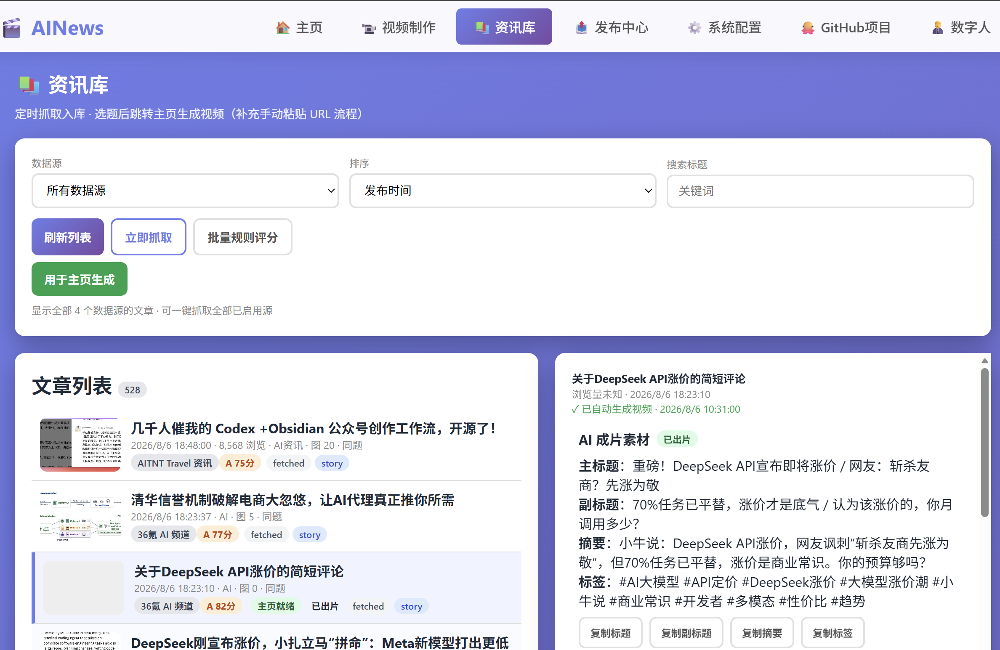 AINews
主页
视频制作
资讯库
发布中心
系统配置
GitHub项目
数字人
资讯库
定时抓取入库 · 选题后跳转主页生成视频（补充手动粘贴 URL 流程）
数据源
排序
搜索标题
所有数据源
发布时间
关键词
刷新列表
立即抓取
批量规则评分
用于主页生成
显示全部 4 个数据源的文章 · 可一键抓取全部已启用源
文章列表 528
几千人催我的 Codex +Obsidian 公众号创作工作流，开源了！
2026/8/6 18:48:00 · 8,568 浏览 · AI资讯 · 图 20 · 同题
AITNT Travel 资讯 A 75分 fetched story
清华信誉机制破解电商大忽悠，让AI代理真正推你所需
2026/8/6 18:23:37 · AI · 图 5 · 同题
36氪 AI 频道 A 77分 fetched story
关于DeepSeek API涨价的简短评论
2026/8/6 18:23:10 · AI · 图 0 · 同题
36氪 AI 频道 A 82分 主页就绪 已出片 fetched story
terminal coding agent that takes on
complete software engineering tasks across
large repos: planning changes, writing code,
DeepSeek刚宣布涨价，小扎立马“拼命”：Meta新模型打出更低
关于DeepSeek API涨价的简短评论
浏览量未知 · 2026/8/6 18:23:10
✓ 已自动生成视频 · 2026/8/6 10:31:00
AI 成片素材 已出片
主标题：重磅！DeepSeek API宣布即将涨价 / 网友：斩杀友
商？先涨为敬
副标题：70%任务已平替，涨价才是底气 / 认为该涨价的，你月
调用多少？
摘要：小牛说：DeepSeek API涨价，网友讽刺“斩杀友商先涨为
敬”，但70%任务已平替，涨价是商业常识。你的预算够吗？
标签：#AI大模型 #API定价 #DeepSeek涨价 #大模型涨价潮 #小
牛说 #商业常识 #开发者 #多模态 #性价比 #趋势
复制标题
复制副标题
复制摘要
复制标签